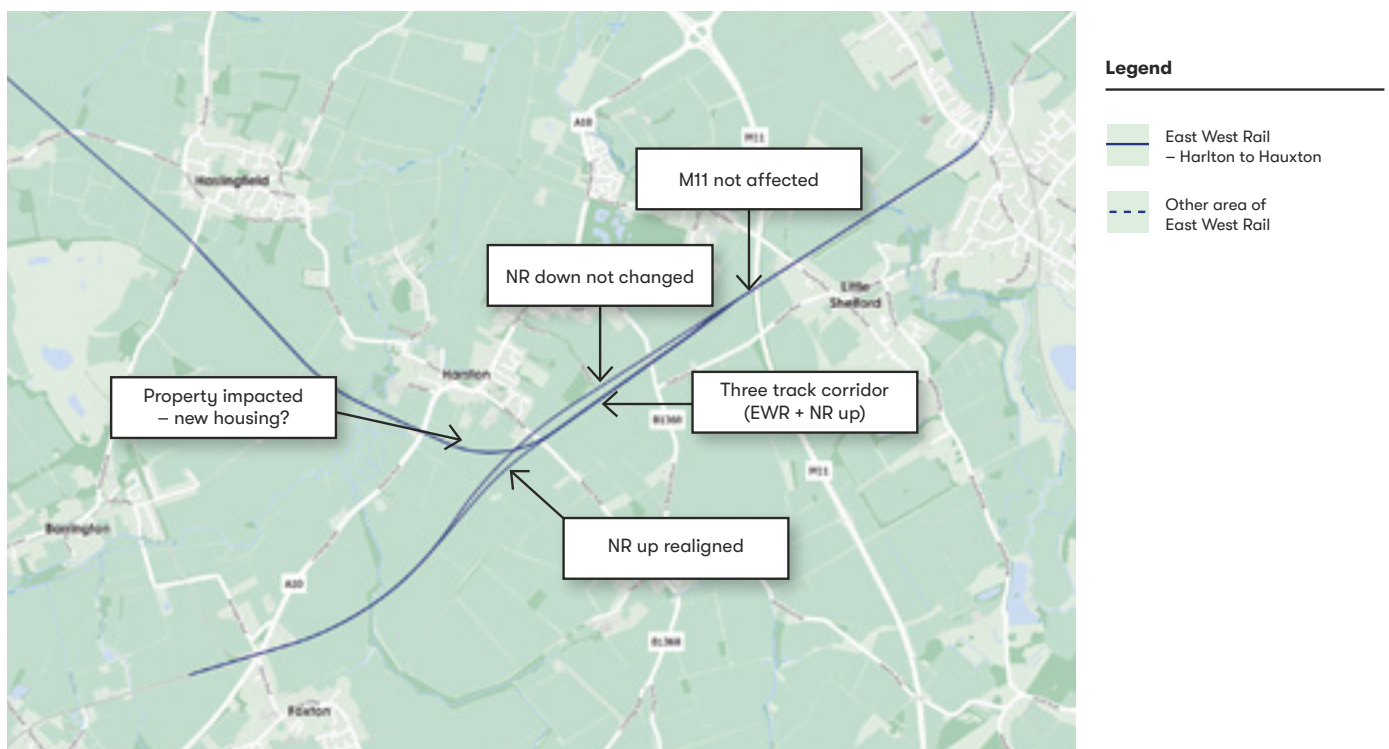 Legend
East West Rail
– Harlton to Hauxton
Other area of
East West Rail
A10
M11
M11 not affected
Haslingfield
NR down not changed
Little
Shelford
Harston
Property impacted
– new housing?
Three track corridor
(EWR + NR up)
B1368
M11
Barrington
NR up realigned
A10
B1368
Foxton